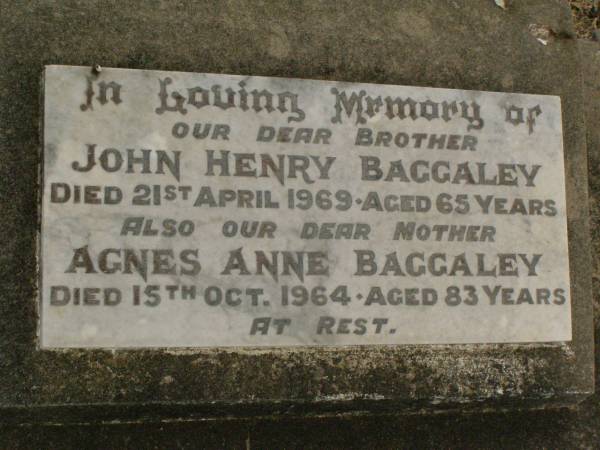 In Loving Memory of
OUR DEAR BROTHER
JOHN HENRY BAGGALEY
DIED 21ST APRIL 1969 · AGED 65 YEARS
ALSO OUR DEAR MOTHER
AGNES ANNE BAGGALEY
DIED 15TH OCT. 1964 · AGED 83 YEARS
AT REST.